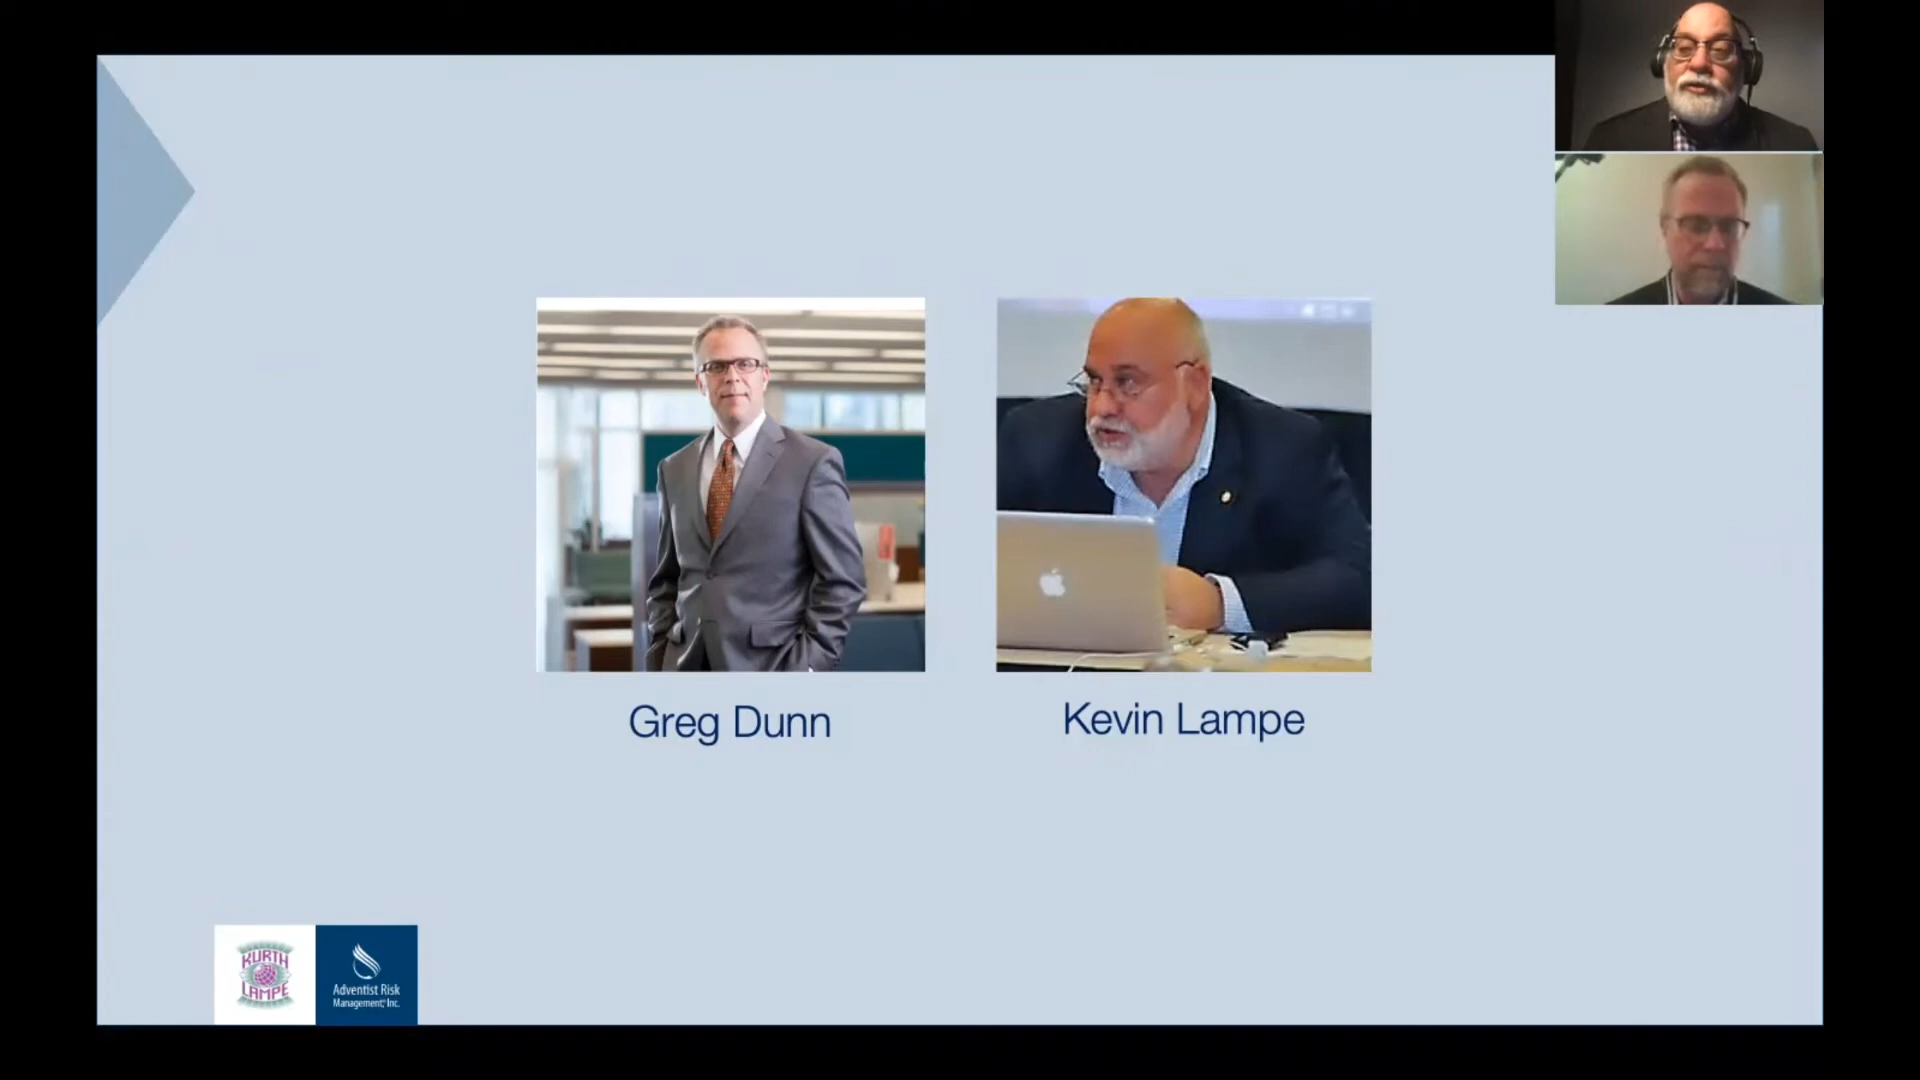 Greg Dunn
Kevin Lampe
KURTH
LAMPE
Adventist Risk
Management, Inc.